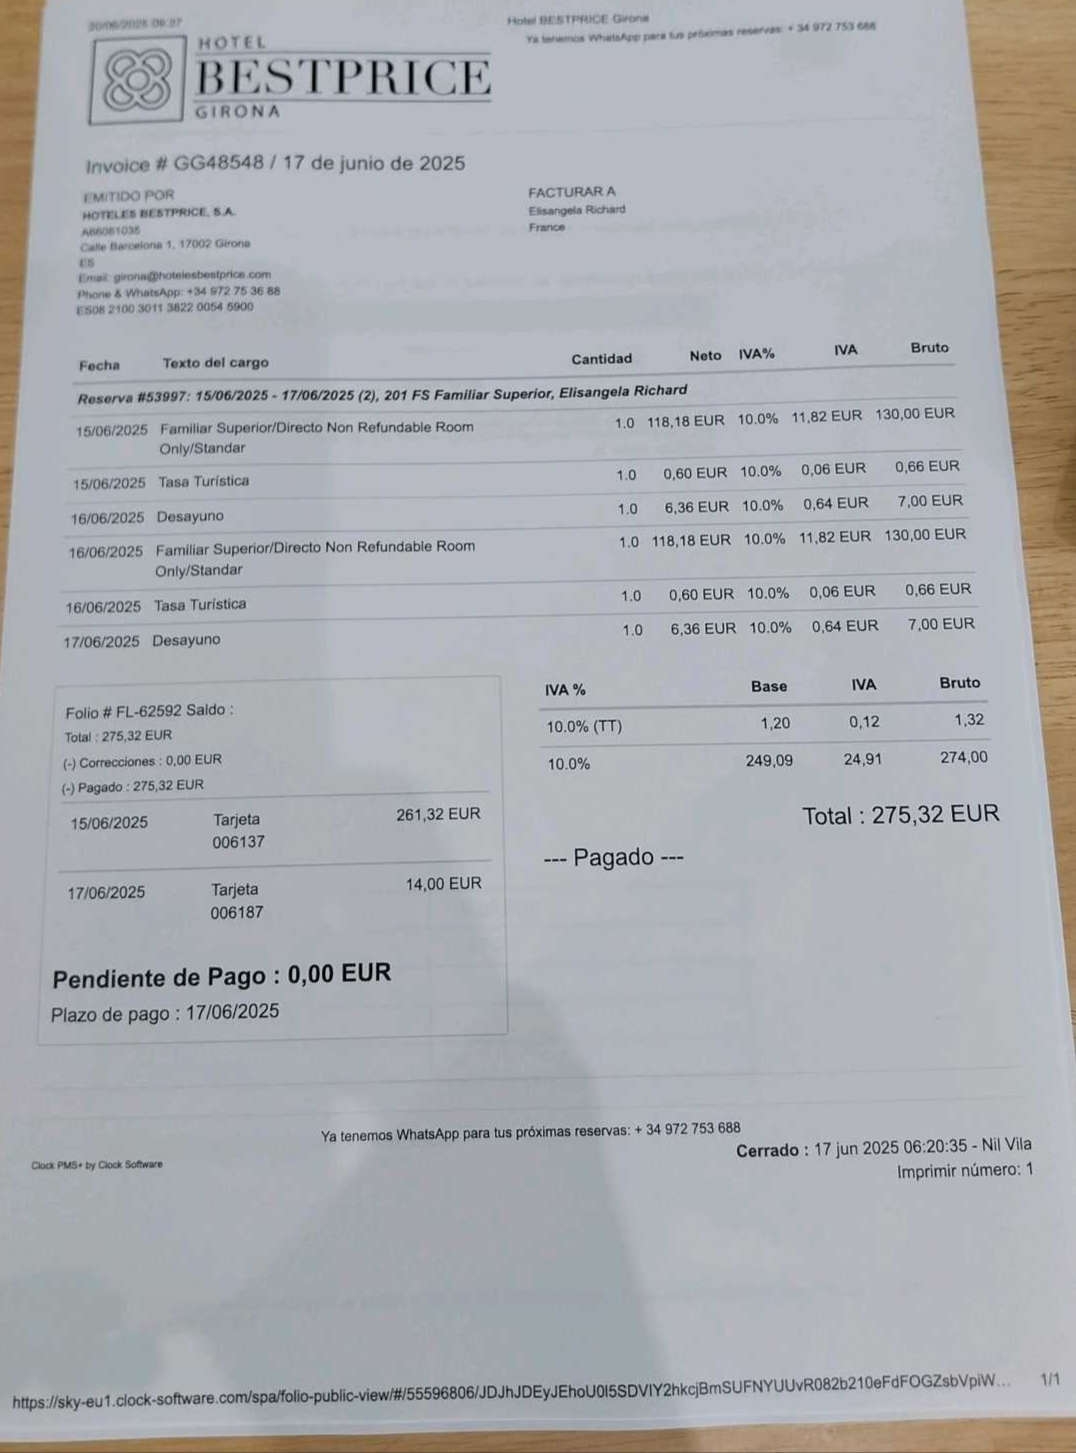 20/06/2025 09:27
Hotel BESTPRICE Girona
Ya tenemos WhatsApp para tus próximas reservas: + 34 972 753 688
HOTEL
BESTPRICE
GIRONA
Invoice # GG48548 / 17 de junio de 2025
EMITIDO POR
HOTELES BESTPRICE, S.A.
A66061035
Calle Barcelona 1, 17002 Girona
ES
Email: girona@hotelesbestprice.com
Phone & WhatsApp: +34 972 75 36 88
ES08 2100 3011 3822 0054 5900
FACTURAR A
Elisangela Richard
France
Fecha Texto del cargo Cantidad Neto IVA% IVA Bruto
Reserva #53997: 15/06/2025 - 17/06/2025 (2), 201 FS Familiar Superior, Elisangela Richard
15/06/2025 Familiar Superior/Directo Non Refundable Room 1.0 118,18 EUR 10.0% 11,82 EUR 130,00 EUR
Only/Standar
15/06/2025 Tasa Turística 1.0 0,60 EUR 10.0% 0,06 EUR 0,66 EUR
16/06/2025 Desayuno 1.0 6,36 EUR 10.0% 0,64 EUR 7,00 EUR
16/06/2025 Familiar Superior/Directo Non Refundable Room 1.0 118,18 EUR 10.0% 11,82 EUR 130,00 EUR
Only/Standar
16/06/2025 Tasa Turística 1.0 0,60 EUR 10.0% 0,06 EUR 0,66 EUR
17/06/2025 Desayuno 1.0 6,36 EUR 10.0% 0,64 EUR 7,00 EUR
Folio # FL-62592 Saldo :
Total : 275,32 EUR
(-) Correcciones : 0,00 EUR
(-) Pagado : 275,32 EUR
15/06/2025 Tarjeta 261,32 EUR
006137
17/06/2025 Tarjeta 14,00 EUR
006187
Pendiente de Pago : 0,00 EUR
Plazo de pago : 17/06/2025
IVA % Base IVA Bruto
10.0% (TT) 1,20 0,12 1,32
10.0% 249,09 24,91 274,00
Total : 275,32 EUR
--- Pagado ---
Ya tenemos WhatsApp para tus próximas reservas: + 34 972 753 688
Cerrado : 17 jun 2025 06:20:35 - Nil Vila
Clock PMS+ by Clock Software
Imprimir número: 1
https://sky-eu1.clock-software.com/spa/folio-public-view/#/55596806/JDJhJDEyJEhoU0l5SDVIY2hkcjBmSUFNYUUvR082b210eFdFOGZsbVpiW... 1/1